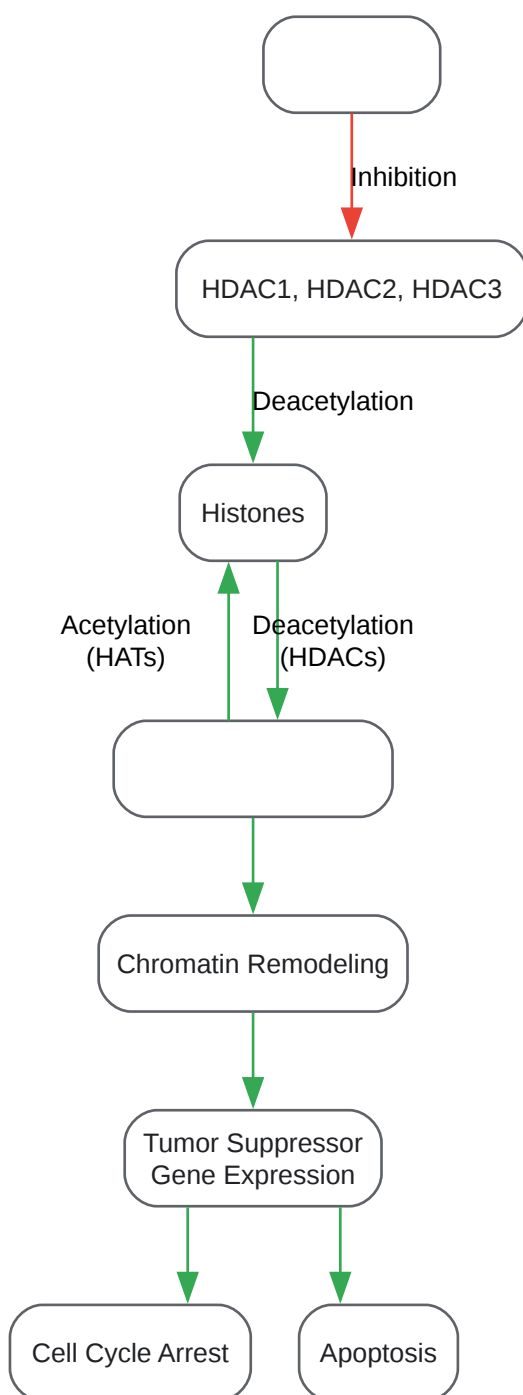 Inhibition
HDAC1, HDAC2, HDAC3
Deacetylation
Histones
Acetylation
(HATs)
Deacetylation
(HDACs)
Chromatin Remodeling
Tumor Suppressor
Gene Expression
Cell Cycle Arrest
Apoptosis